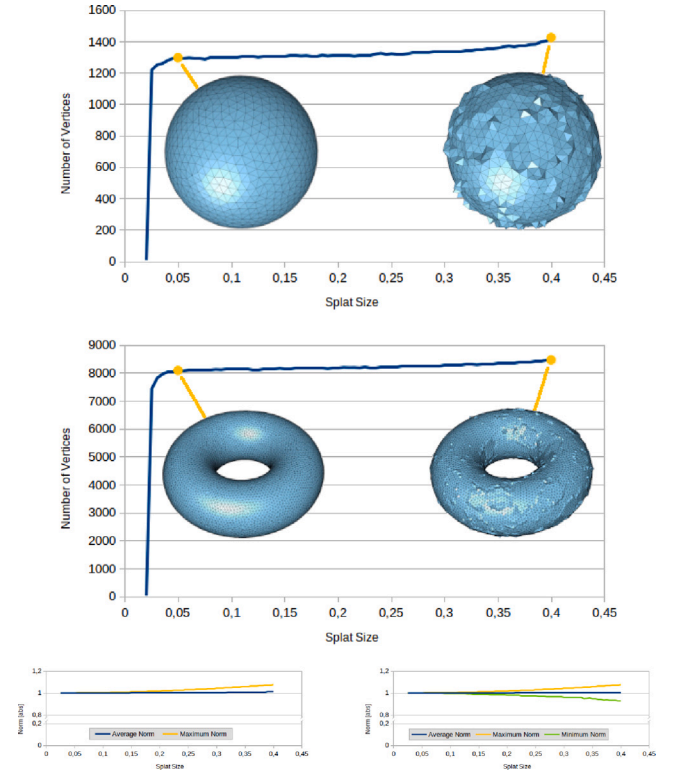 1600
1400
1200
1000
800
600
400
200
0
Number of Vertices
0 0,05 0,1 0,15 0,2 0,25 0,3 0,35 0,4 0,45
Splat Size
9000
8000
7000
6000
5000
4000
3000
2000
1000
0
Number of Vertices
0 0,05 0,1 0,15 0,2 0,25 0,3 0,35 0,4 0,45
Splat Size
1,2
1
0,8
0,2
0
Norm [abs]
Average Norm Maximum Norm
0 0,05 0,1 0,15 0,2 0,25 0,3 0,35 0,4 0,45
Splat Size
1,2
1
0,8
0,2
0
Norm [abs]
Average Norm Maximum Norm Minimum Norm
0 0,05 0,1 0,15 0,2 0,25 0,3 0,35 0,4 0,45
Splat Size